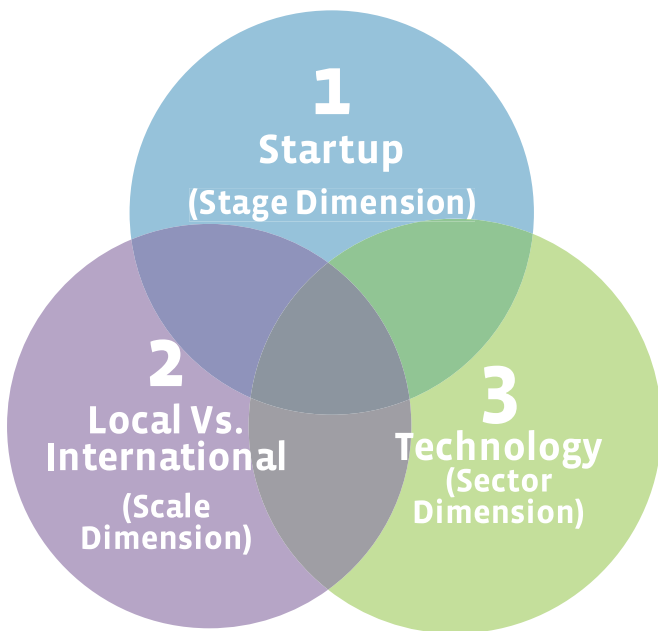 1
Startup
(Stage Dimension)
2
Local Vs.
International
(Scale
Dimension)
3
Technology
(Sector
Dimension)